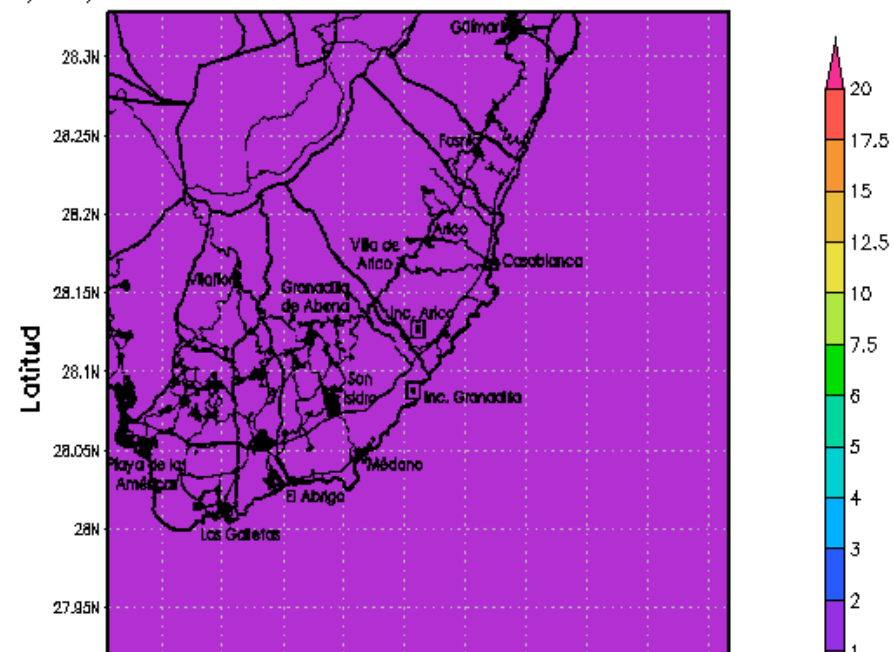 28.3N
28.25N
28.2N
28.15N
28.1N
28.05N
28N
27.95N
Latitud
Güimar
Fasnia
Arico
Villa de
Arico
Casablanca
Vilaflor
Granadilla
de Abona
Inc. Arico
San
Isidro
Inc. Granadilla
Playa de las
Américas
Médano
El Abrigo
Las Galletas
20
17.5
15
12.5
10
7.5
6
5
4
3
2
1